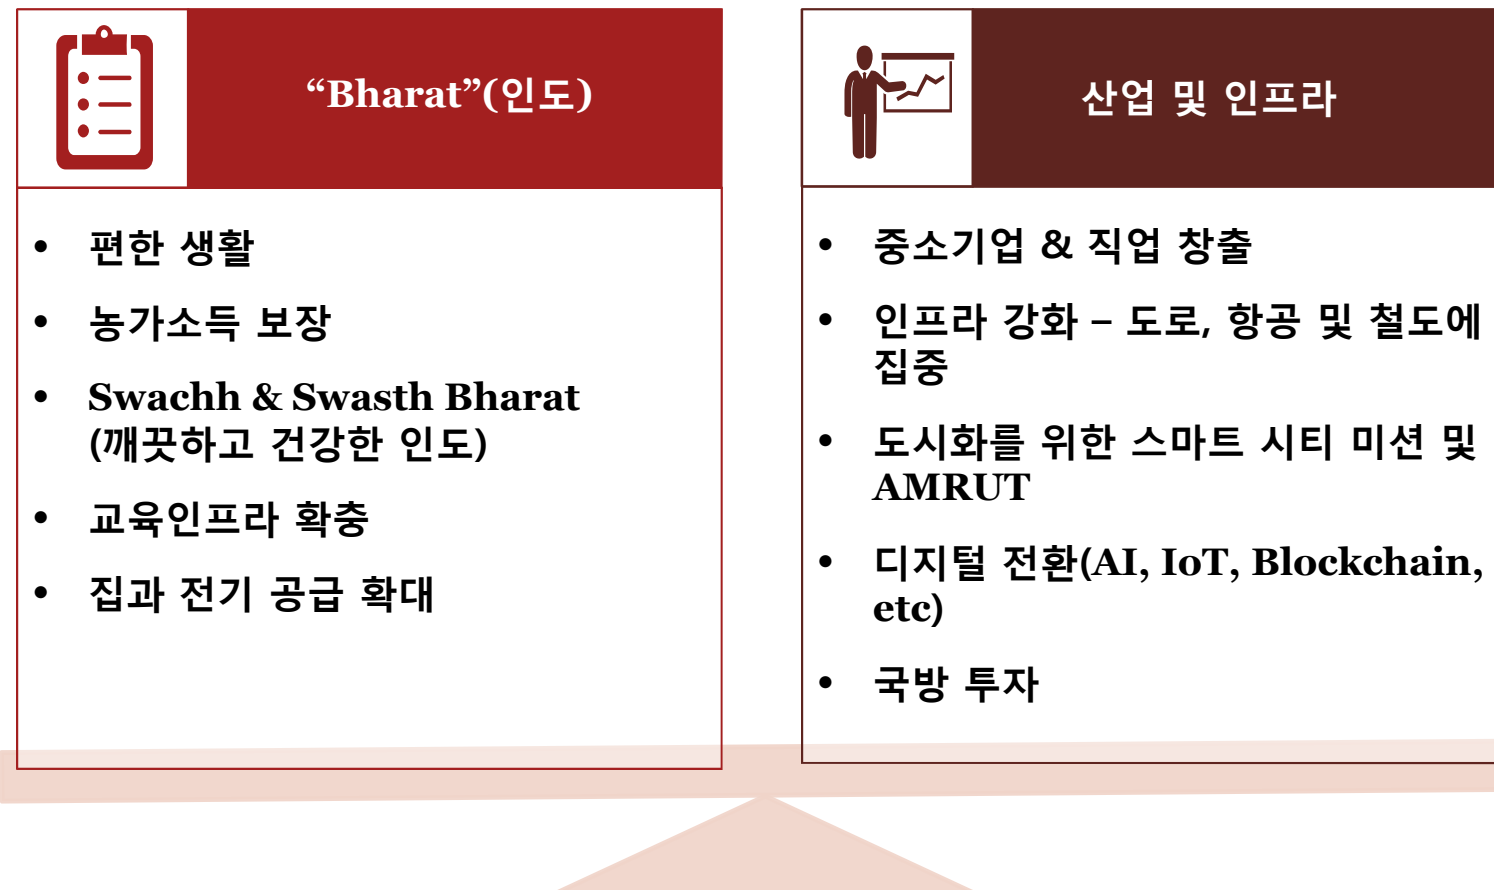 “Bharat”(인도)
• 편한 생활
• 농가소득 보장
• Swachh & Swasth Bharat
(깨끗하고 건강한 인도)
• 교육인프라 확충
• 집과 전기 공급 확대
산업 및 인프라
• 중소기업 & 직업 창출
• 인프라 강화 – 도로, 항공 및 철도에
집중
• 도시화를 위한 스마트 시티 미션 및
AMRUT
• 디지털 전환(AI, IoT, Blockchain,
etc)
• 국방 투자